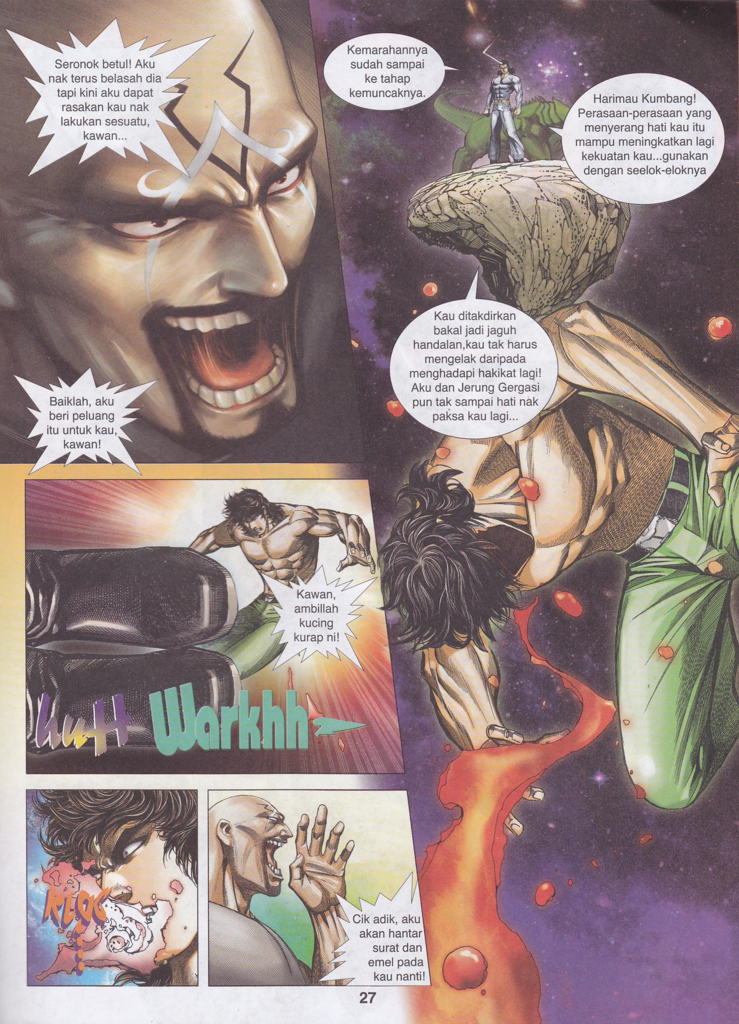 Seronok betul! Aku
nak terus belasah dia
tapi kini aku dapat
rasakan kau nak
lakukan sesuatu,
kawan...
Kemarahannya
sudah sampai
ke tahap
kemuncaknya.
Harimau Kumbang!
Perasaan-perasaan yang
menyerang hati kau itu
mampu meningkatkan lagi
kekuatan kau...gunakan
dengan seelok-eloknya
Kau ditakdirkan
bakal jadi jaguh
handalan,kau tak harus
mengelak daripada
menghadapi hakikat lagi!
Aku dan Jerung Gergasi
pun tak sampai hati nak
paksa kau lagi...
Baiklah, aku
beri peluang
itu untuk kau,
kawan!
Kawan,
ambillah
kucing
kurap ni!
Warkhh
Cik adik, aku
akan hantar
surat dan
emel pada
kau nanti!
27